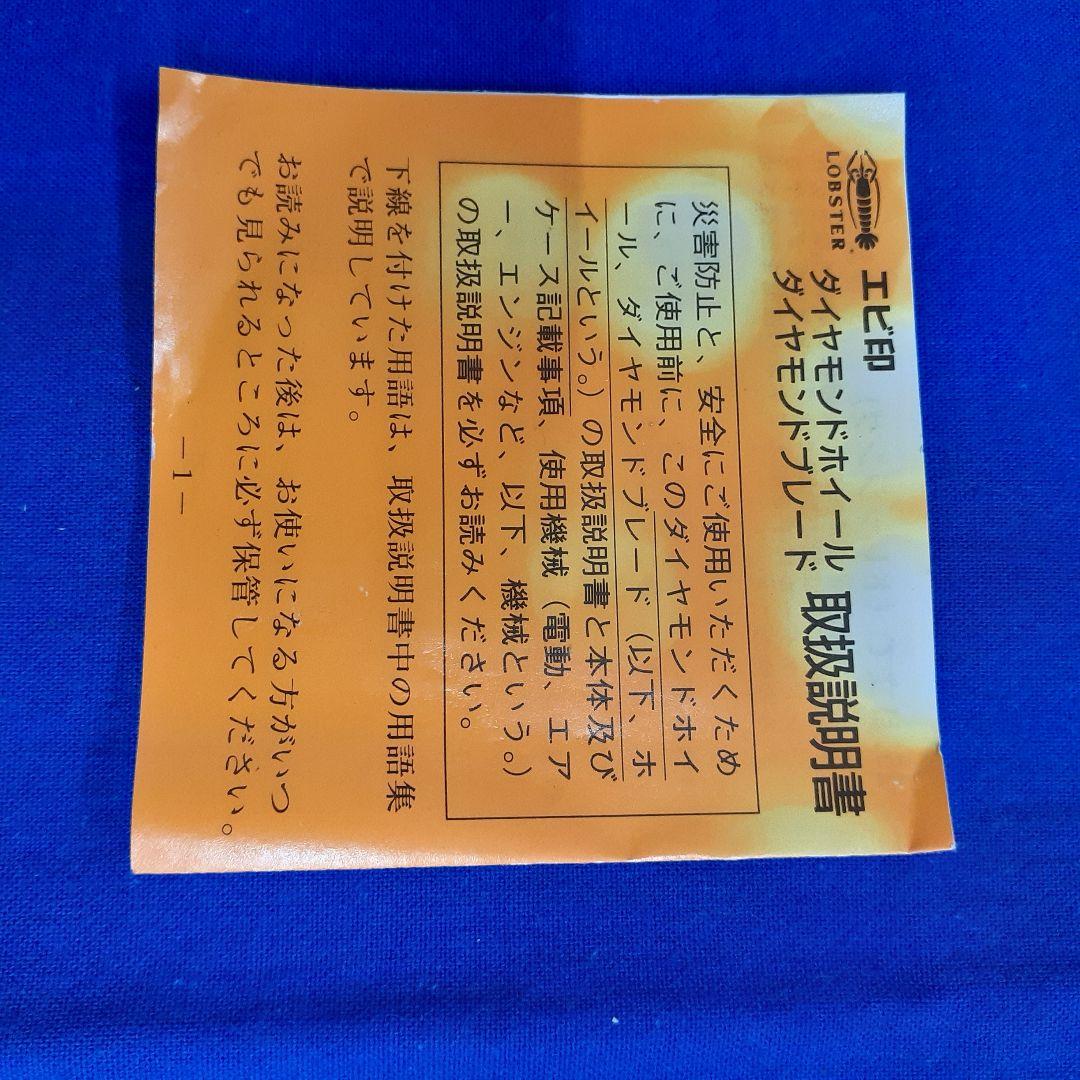 LOBSTER
エビ印
ダイヤモンドホイール
ダイヤモンドブレード
取扱説明書
災害防止と、安全にご使用いただくため
に、ご使用前に、このダイヤモンドホイ
ール、ダイヤモンドブレード（以下、ホ
イールという。）の取扱説明書と本体及び
ケース記載事項、使用機械（電動、エア
ー、エンジンなど、以下、機械という。）
の取扱説明書を必ずお読みください。
下線を付けた用語は、取扱説明書中の用語集
で説明しています。
お読みになった後は、お使いになる方がいつ
でも見られるところに必ず保管してください。
－1－